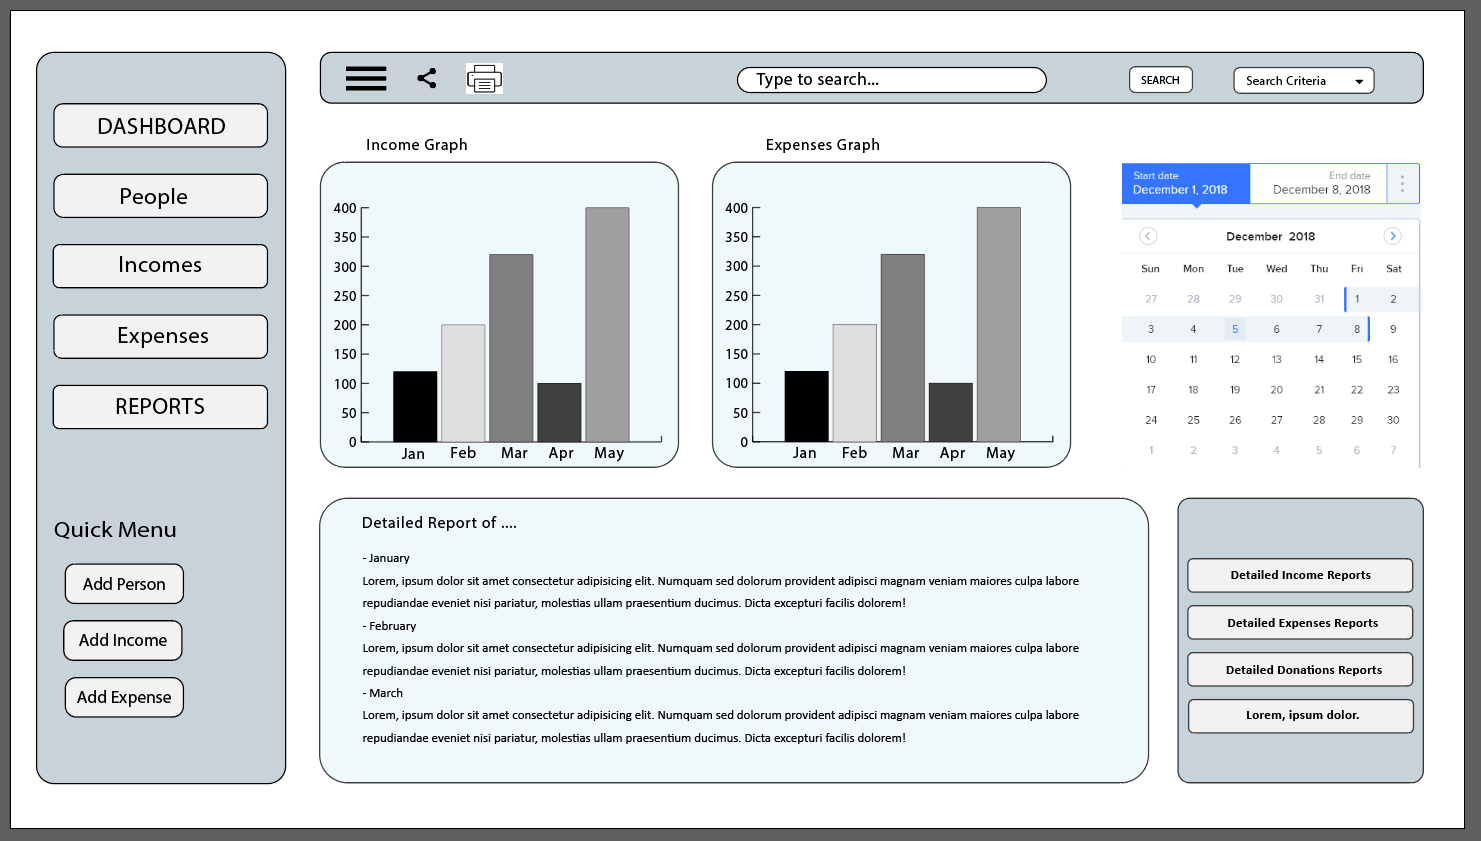 DASHBOARD
People
Incomes
Expenses
REPORTS
Quick Menu
Add Person
Add Income
Add Expense
Type to search...
SEARCH
Search Criteria
Income Graph
400
350
300
250
200
150
100
50
0
Jan Feb Mar Apr May
Expenses Graph
400
350
300
250
200
150
100
50
0
Jan Feb Mar Apr May
Start date End date
December 1, 2018 December 8, 2018
December 2018
Sun Mon Tue Wed Thu Fri Sat
27 28 29 30 31 1 2
3 4 5 6 7 8 9
10 11 12 13 14 15 16
17 18 19 20 21 22 23
24 25 26 27 28 29 30
1 2 3 4 5 6 7
Detailed Report of ....
- January
Lorem, ipsum dolor sit amet consectetur adipisicing elit. Numquam sed dolorum provident adipisci magnam veniam maiores culpa labore
repudiandae eveniet nisi pariatur, molestias ullam praesentium ducimus. Dicta excepturi facilis dolorem!
- February
Lorem, ipsum dolor sit amet consectetur adipisicing elit. Numquam sed dolorum provident adipisci magnam veniam maiores culpa labore
repudiandae eveniet nisi pariatur, molestias ullam praesentium ducimus. Dicta excepturi facilis dolorem!
- March
Lorem, ipsum dolor sit amet consectetur adipisicing elit. Numquam sed dolorum provident adipisci magnam veniam maiores culpa labore
repudiandae eveniet nisi pariatur, molestias ullam praesentium ducimus. Dicta excepturi facilis dolorem!
Detailed Income Reports
Detailed Expenses Reports
Detailed Donations Reports
Lorem, ipsum dolor.